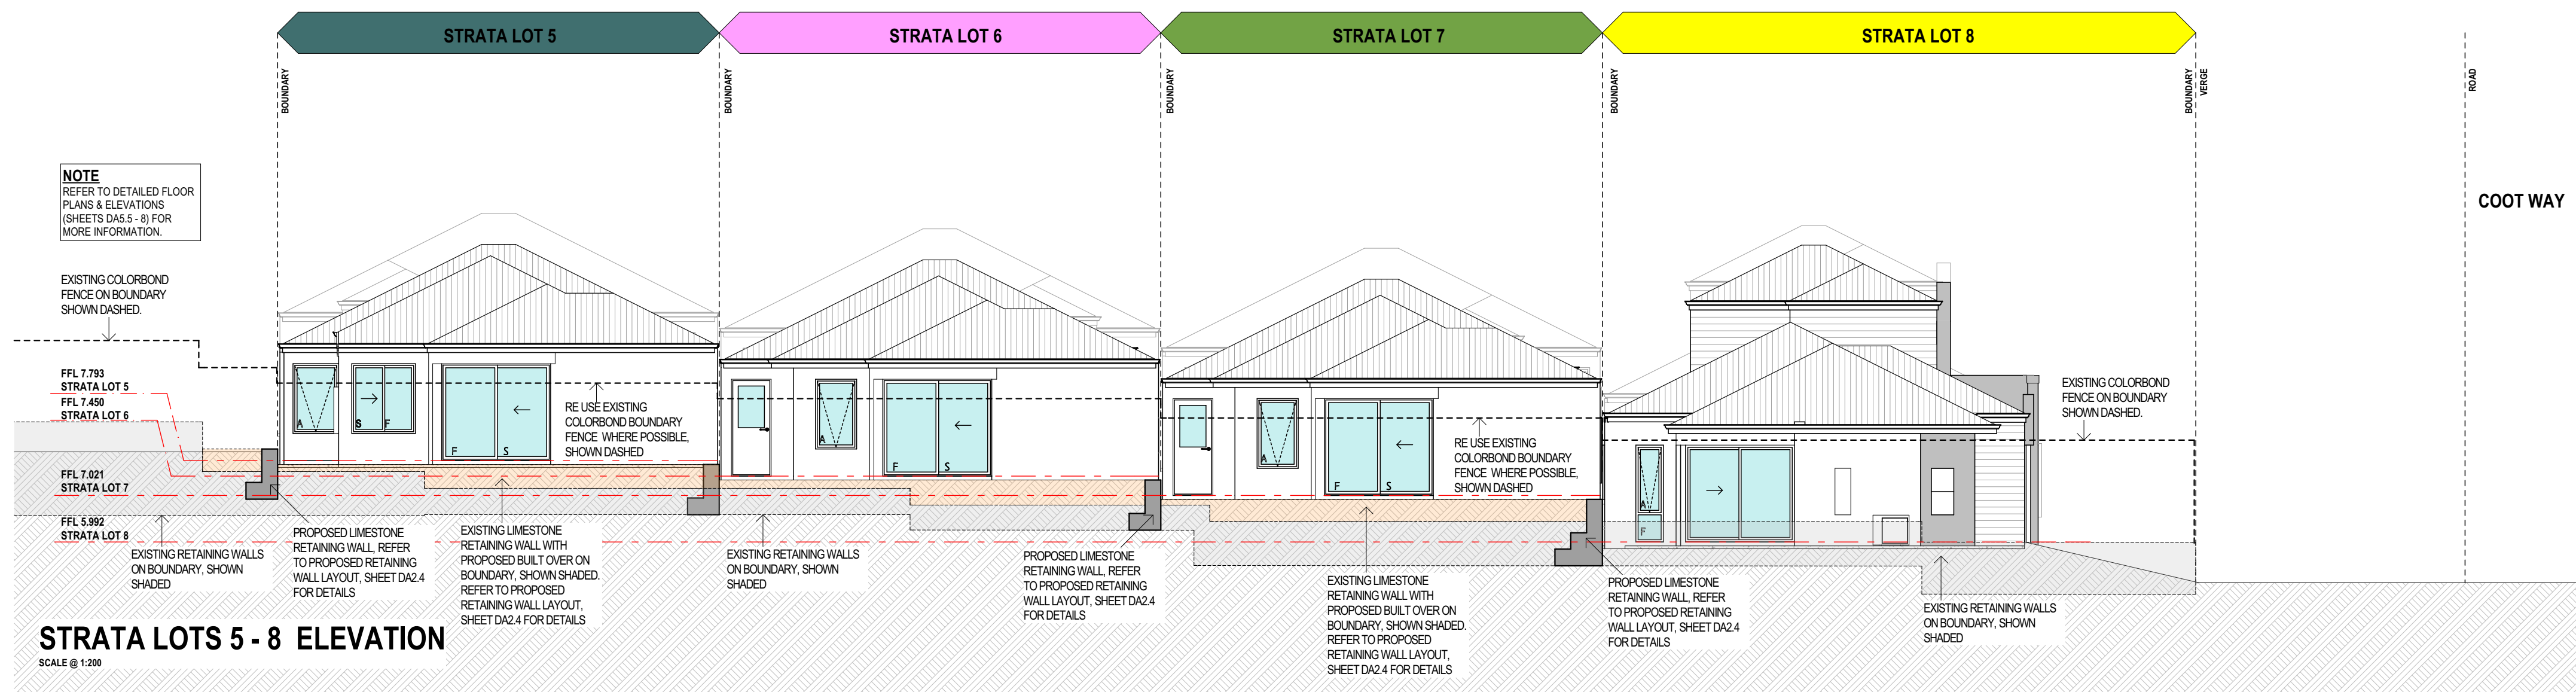 STRATA LOT 5
STRATA LOT 6
STRATA LOT 7
STRATA LOT 8
BOUNDARY
BOUNDARY
BOUNDARY
BOUNDARY
BOUNDARY
VERGE
ROAD
COOT WAY
NOTE
REFER TO DETAILED FLOOR
PLANS & ELEVATIONS
(SHEETS DA5.5 - 8) FOR
MORE INFORMATION.
EXISTING COLORBOND
FENCE ON BOUNDARY
SHOWN DASHED.
FFL 7.793
STRATA LOT 5
FFL 7.450
STRATA LOT 6
FFL 7.021
STRATA LOT 7
FFL 5.992
STRATA LOT 8
A
S
F
F
S
RE USE EXISTING
COLORBOND BOUNDARY
FENCE WHERE POSSIBLE,
SHOWN DASHED
A
F
S
A
F
S
RE USE EXISTING
COLORBOND BOUNDARY
FENCE WHERE POSSIBLE,
SHOWN DASHED
A
F
EXISTING COLORBOND
FENCE ON BOUNDARY
SHOWN DASHED.
EXISTING RETAINING WALLS
ON BOUNDARY, SHOWN
SHADED
PROPOSED LIMESTONE
RETAINING WALL, REFER
TO PROPOSED RETAINING
WALL LAYOUT, SHEET DA2.4
FOR DETAILS
EXISTING LIMESTONE
RETAINING WALL WITH
PROPOSED BUILT OVER ON
BOUNDARY, SHOWN SHADED.
REFER TO PROPOSED
RETAINING WALL LAYOUT,
SHEET DA2.4 FOR DETAILS
EXISTING RETAINING WALLS
ON BOUNDARY, SHOWN
SHADED
PROPOSED LIMESTONE
RETAINING WALL, REFER
TO PROPOSED RETAINING
WALL LAYOUT, SHEET DA2.4
FOR DETAILS
EXISTING LIMESTONE
RETAINING WALL WITH
PROPOSED BUILT OVER ON
BOUNDARY, SHOWN SHADED.
REFER TO PROPOSED
RETAINING WALL LAYOUT,
SHEET DA2.4 FOR DETAILS
PROPOSED LIMESTONE
RETAINING WALL, REFER
TO PROPOSED RETAINING
WALL LAYOUT, SHEET DA2.4
FOR DETAILS
EXISTING RETAINING WALLS
ON BOUNDARY, SHOWN
SHADED
STRATA LOTS 5 - 8 ELEVATION
SCALE @ 1:200